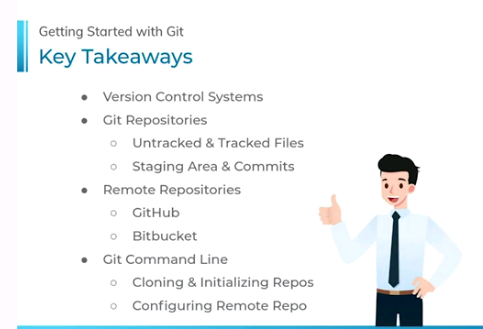 Getting Started with Git
Key Takeaways
● Version Control Systems
● Git Repositories
○ Untracked & Tracked Files
○ Staging Area & Commits
● Remote Repositories
○ GitHub
○ Bitbucket
● Git Command Line
○ Cloning & Initializing Repos
○ Configuring Remote Repo